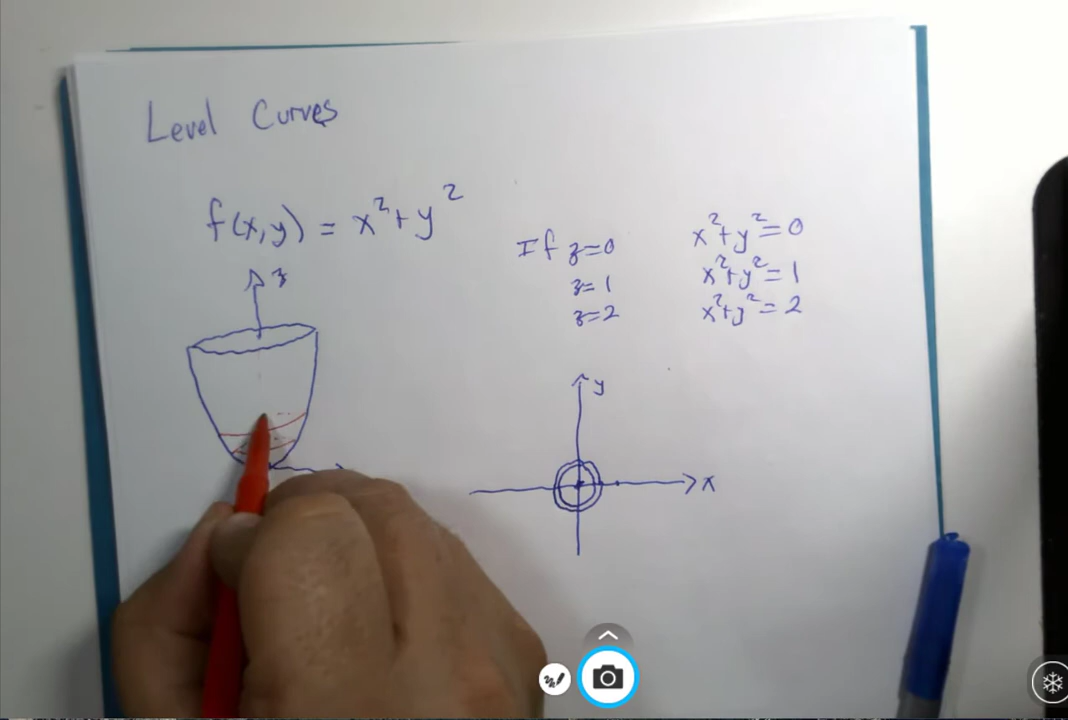 Level Curves
f(x,y) = x²+y²
If z=0 x²+y²=0
z=1 x²+y²=1
z=2 x²+y²=2
z
y
x